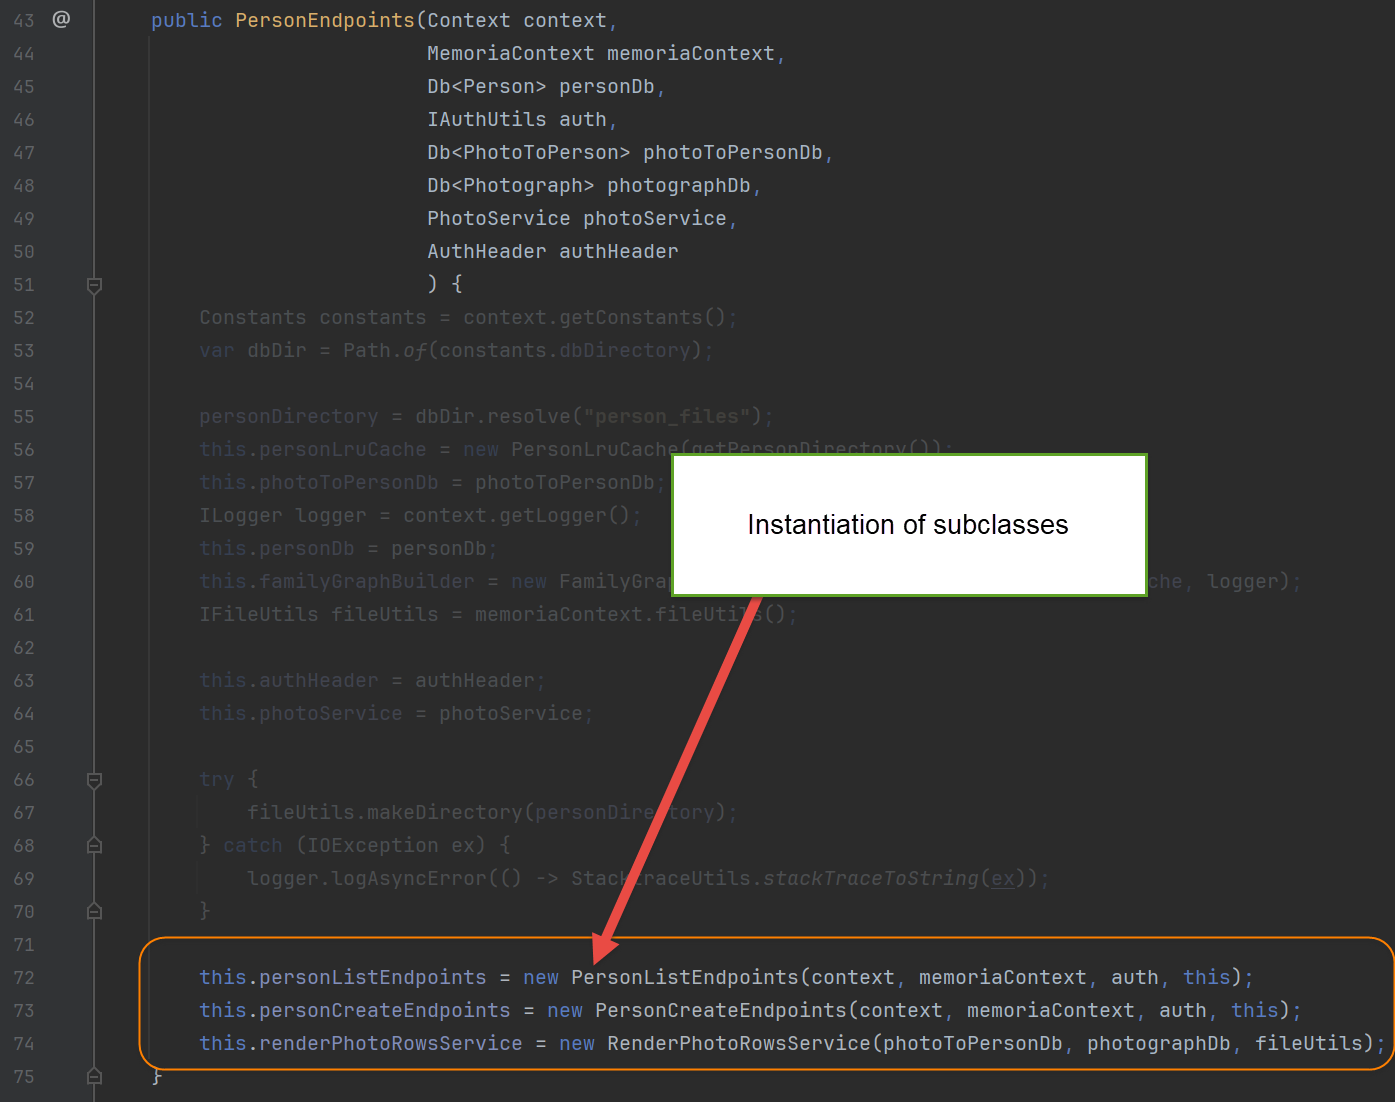 43 @ public PersonEndpoints(Context context,
44 MemoriaContext memoriaContext,
45 Db<Person> personDb,
46 IAuthUtils auth,
47 Db<PhotoToPerson> photoToPersonDb,
48 Db<Photograph> photographDb,
49 PhotoService photoService,
50 AuthHeader authHeader
51 ) {
52 Constants constants = context.getConstants();
53 var dbDir = Path.of(constants.dbDirectory);
54
55 personDirectory = dbDir.resolve("person_files");
56 this.personLruCache = new PersonLruCache(getPersonDirectory());
57 this.photoToPersonDb = photoToPersonDb;
58 ILogger logger = context.getLogger();
Instantiation of subclasses
59 this.personDb = personDb;
60 this.familyGraphBuilder = new logger);
61 IFileUtils fileUtils = memoriaContext.fileUtils();
62
63 this.authHeader = authHeader;
64 this.photoService = photoService;
65
66 try {
67 fileUtils.makeDirectory(personDirectory);
68 } catch (IOException ex) {
69 logger.logAsyncError(() -> StacktraceUtils.stackTraceToString(ex));
70 }
71
72 this.personListEndpoints = new PersonListEndpoints(context, memoriaContext, auth, this);
73 this.personCreateEndpoints = new PersonCreateEndpoints(context, memoriaContext, auth, this);
74 this.renderPhotoRowsService = new RenderPhotoRowsService(photoToPersonDb, photographDb, fileUtils);
75 }